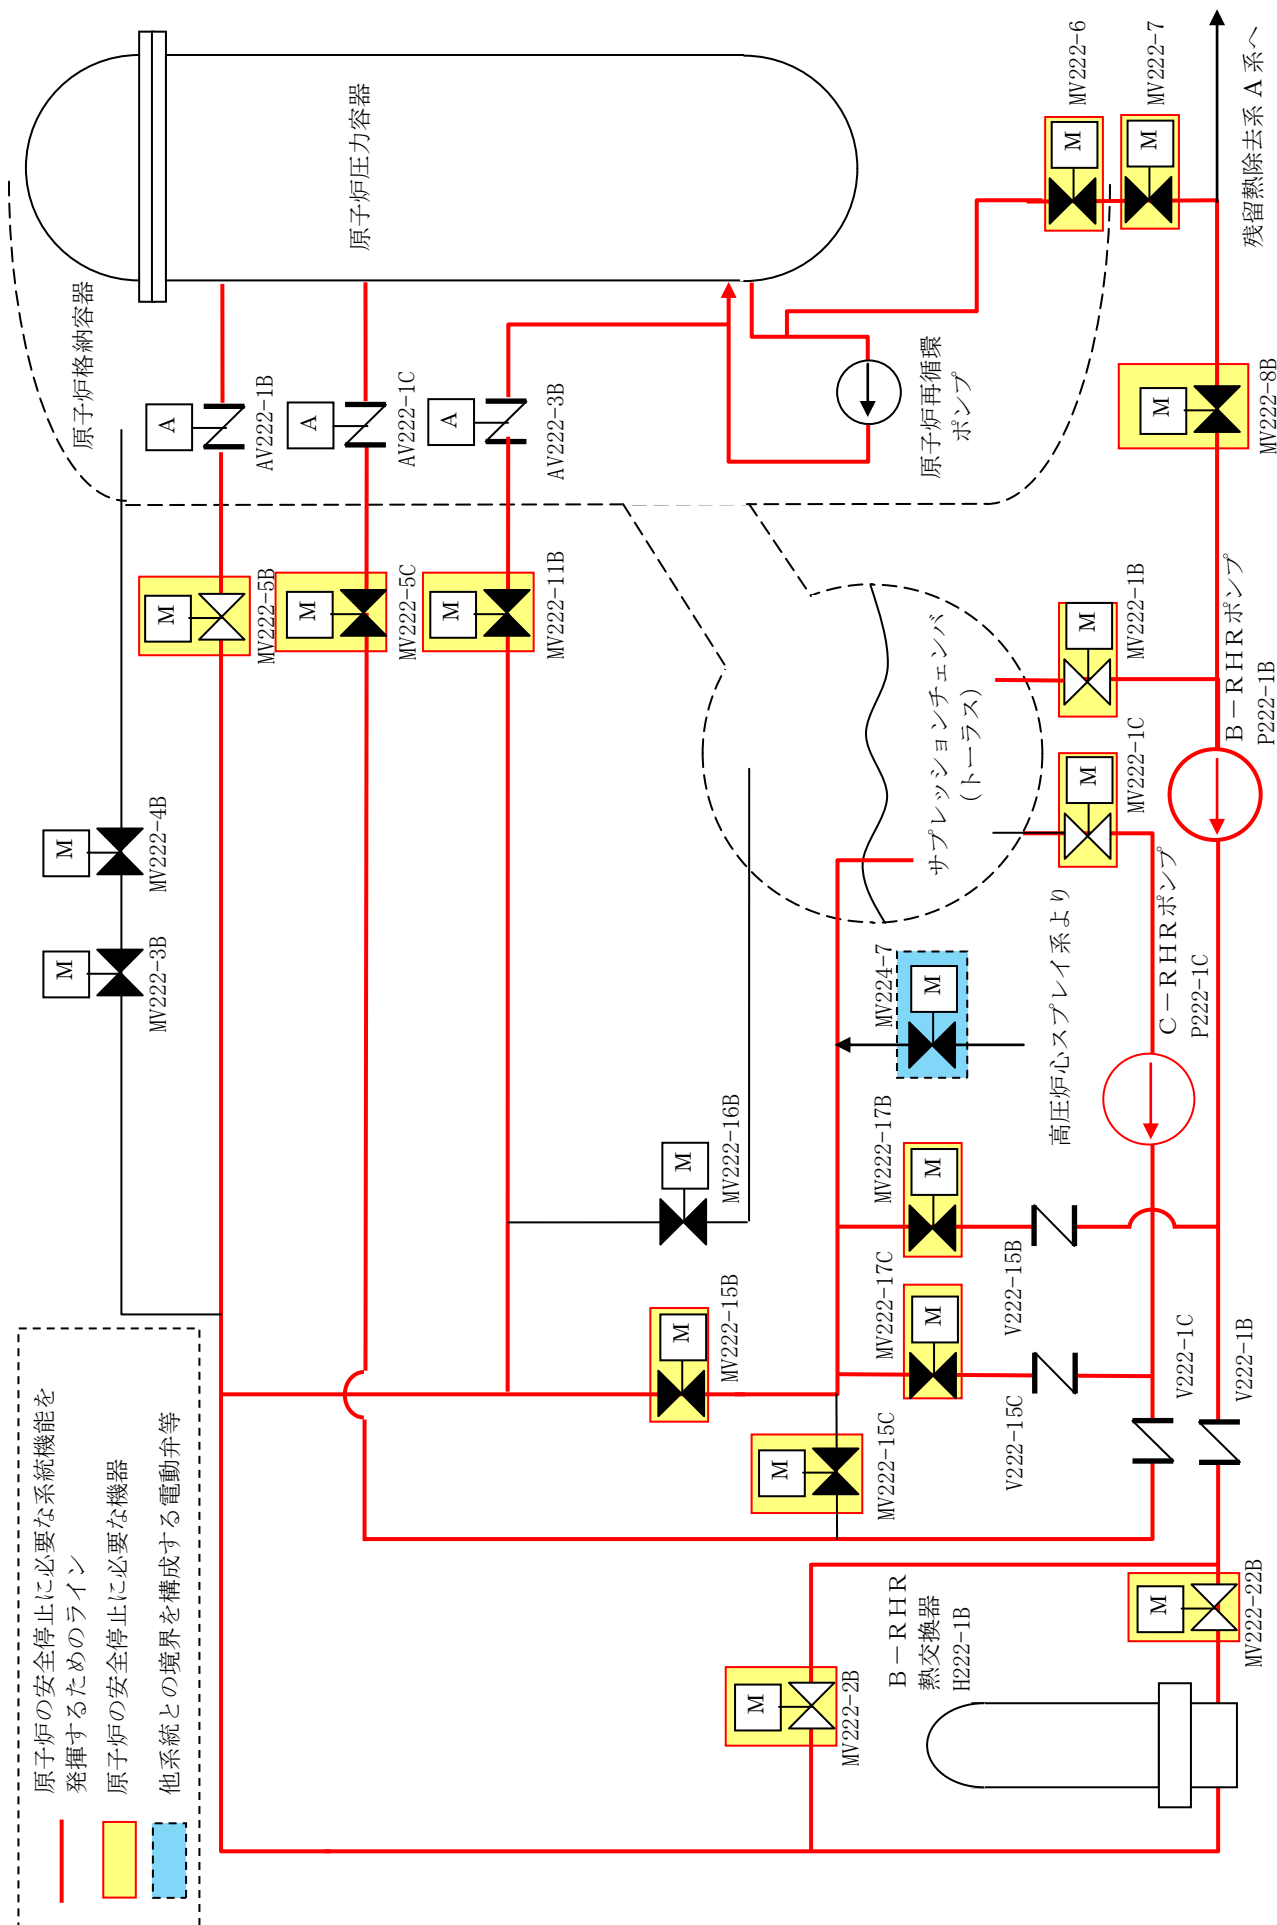 原子炉の安全停止に必要な系統機能を
発揮するためのライン
原子炉の安全停止に必要な機器
他系統との境界を構成する電動弁等
M
MV222-3B
M
MV222-4B
原子炉格納容器
M
MV222-5B
A
AV222-1B
M
MV222-5C
A
AV222-1C
原子炉圧力容器
M
MV222-11B
A
AV222-3B
M
MV222-15B
M
MV222-16B
M
MV222-2B
M
MV222-15C
M
MV222-17C
M
MV222-17B
MV224-7
M
サプレッションチェンバ
(トーラス)
原子炉再循環
ポンプ
B-RHR
熱交換器
H222-1B
V222-15C
V222-15B
高圧炉心スプレイ系より
M
MV222-1C
M
MV222-1B
M
MV222-6
M
MV222-7
C-RHRポンプ
P222-1C
B-RHRポンプ
P222-1B
V222-1C
V222-1B
M
MV222-22B
M
MV222-8B
残留熱除去系 A 系へ